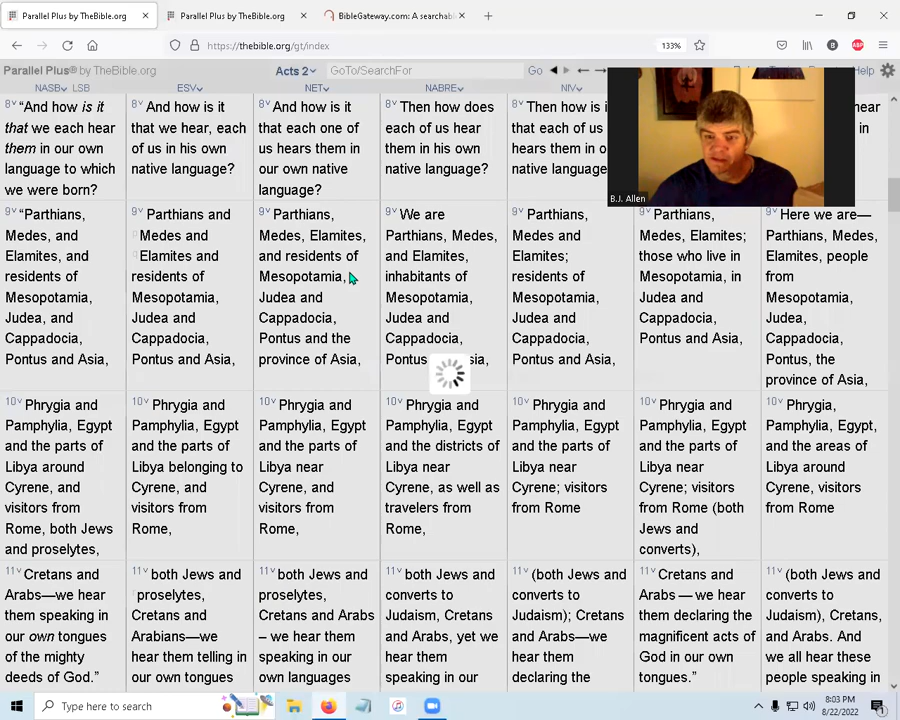 Parallel Plus by TheBible.org
Parallel Plus by TheBible.org
BibleGateway.com: A searchabl
https://thebible.org/gt/index
133%
Parallel Plus® by TheBible.org
Acts 2
GoTo/SearchFor
Go
Help
NASB LSB
ESV
NET
NABRE
NIV
8 "And how is it
that we each hear
them in our own
language to which
we were born?
8 And how is it
that we hear, each
of us in his own
native language?
8 And how is it
that each one of
us hears them in
our own native
language?
8 Then how does
each of us hear
them in his own
native language?
8 Then how is i
that each of us
hears them in o
native language
hear
in
B.J. Allen
9 "Parthians,
Medes, and
Elamites, and
residents of
Mesopotamia,
Judea, and
Cappadocia,
Pontus and Asia,
9 Parthians and
Medes and
Elamites and
residents of
Mesopotamia,
Judea and
Cappadocia,
Pontus and Asia,
9 Parthians,
Medes, Elamites,
and residents of
Mesopotamia,
Judea and
Cappadocia,
Pontus and the
province of Asia,
9 We are
Parthians, Medes,
and Elamites,
inhabitants of
Mesopotamia,
Judea and
Cappadocia,
Pontus sia,
9 Parthians,
Medes and
Elamites;
residents of
Mesopotamia,
Judea and
Cappadocia,
Pontus and Asia,
9 Parthians,
Medes, Elamites;
those who live in
Mesopotamia, in
Judea and
Cappadocia,
Pontus and Asia,
9 Here we are—
Parthians, Medes,
Elamites, people
from
Mesopotamia,
Judea,
Cappadocia,
Pontus, the
province of Asia,
10 Phrygia and
Pamphylia, Egypt
and the parts of
Libya around
Cyrene, and
visitors from
Rome, both Jews
and proselytes,
10 Phrygia and
Pamphylia, Egypt
and the parts of
Libya belonging to
Cyrene, and
visitors from
Rome,
10 Phrygia and
Pamphylia, Egypt
and the parts of
Libya near
Cyrene, and
visitors from
Rome,
10 Phrygia and
Pamphylia, Egypt
and the districts of
Libya near
Cyrene, as well as
travelers from
Rome,
10 Phrygia and
Pamphylia, Egypt
and the parts of
Libya near
Cyrene; visitors
from Rome
10 Phrygia and
Pamphylia, Egypt
and the parts of
Libya near
Cyrene; visitors
from Rome (both
Jews and
converts),
10 Phrygia,
Pamphylia, Egypt,
and the areas of
Libya around
Cyrene, visitors
from Rome
11 Cretans and
Arabs—we hear
them speaking in
our own tongues
of the mighty
deeds of God."
11 both Jews and
proselytes,
Cretans and
Arabians—we
hear them telling in
our own tongues
11 both Jews and
proselytes,
Cretans and Arabs
– we hear them
speaking in our
own languages
11 both Jews and
converts to
Judaism, Cretans
and Arabs, yet we
hear them
speaking in our
11 (both Jews and
converts to
Judaism); Cretans
and Arabs—we
hear them
declaring the
11 Cretans and
Arabs — we hear
them declaring the
magnificent acts of
God in our own
tongues."
11 (both Jews and
converts to
Judaism), Cretans,
and Arabs. And
we all hear these
people speaking in
Type here to search
8:03 PM
8/22/2022